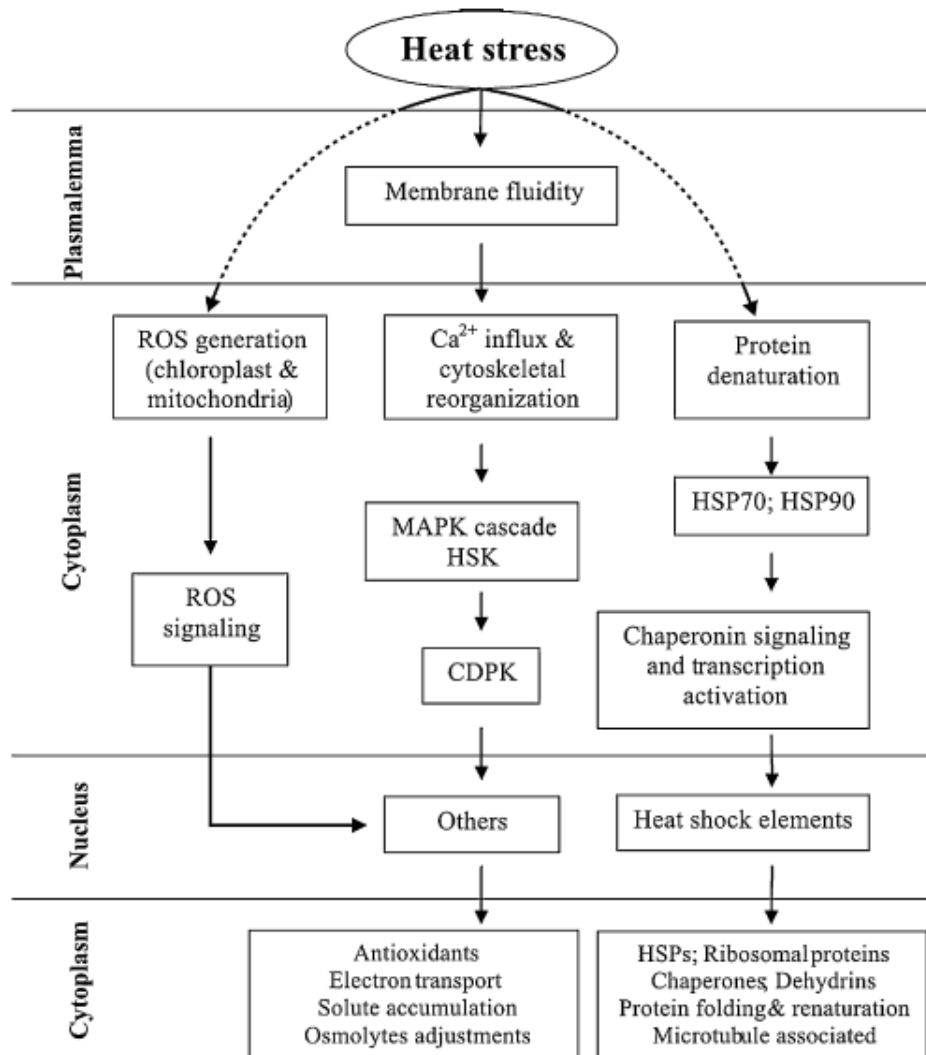 Heat stress
Plasmalemma
Membrane fluidity
Cytoplasm
ROS generation
(chloroplast &
mitochondria)
Ca²⁺ influx &
cytoskeletal
reorganization
Protein
denaturation
HSP70; HSP90
MAPK cascade
HSK
ROS
signaling
Chaperonin signaling
and transcription
activation
CDPK
Nucleus
Others
Heat shock elements
Cytoplasm
Antioxidants
Electron transport
Solute accumulation
Osmolytes adjustments
HSPs; Ribosomal proteins
Chaperones; Dehydrins
Protein folding & renaturation
Microtubule associated